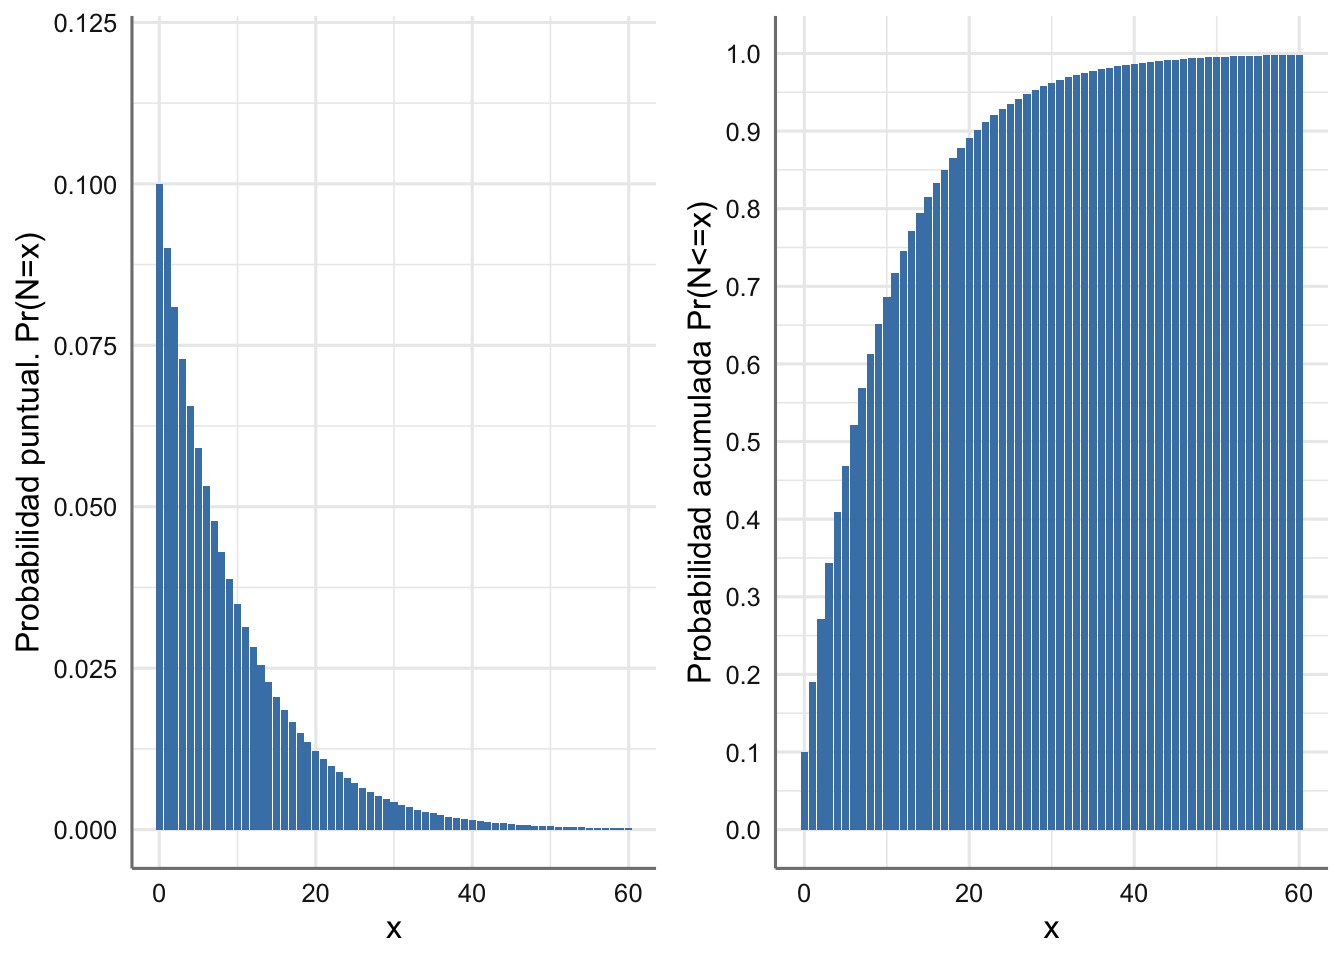 Probabilidad puntual. Pr(N=x)
0.125
0.100
0.075
0.050
0.025
0.000
0 20 40 60
x
Probabilidad acumulada Pr(N<=x)
1.0
0.9
0.8
0.7
0.6
0.5
0.4
0.3
0.2
0.1
0.0
0 20 40 60
x